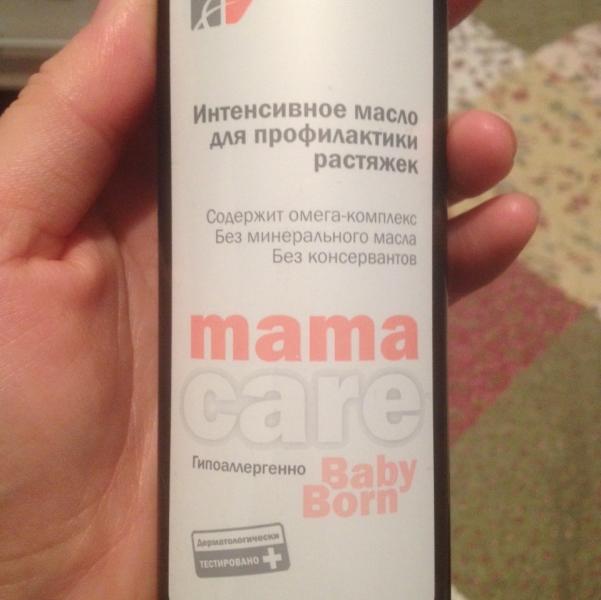 Интенсивное масло
для профилактики
растяжек
Содержит омега-комплекс
Без минерального масла
Без консервантов
mama
care
Гипоаллергенно
Baby
Born
Дерматологически
ТЕСТИРОВАНО